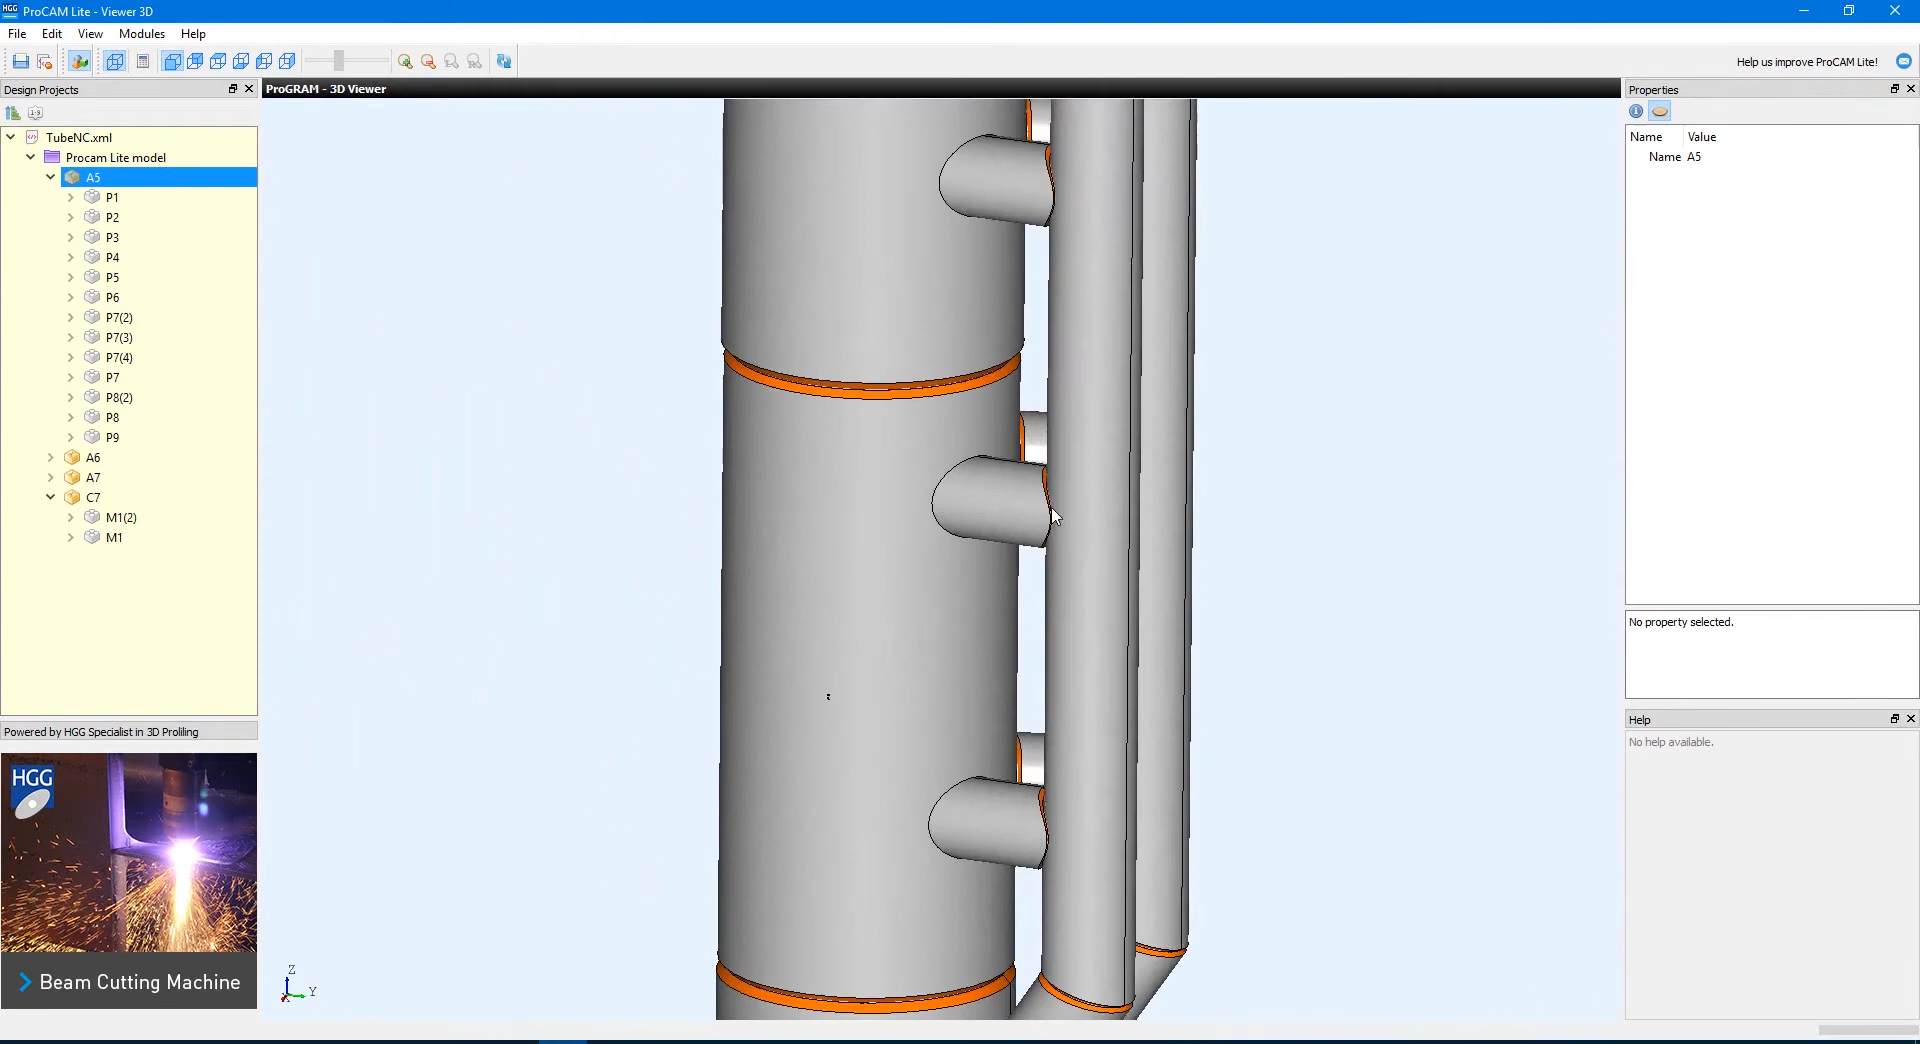 HGG ProCAM Lite - Viewer 3D
File Edit View Modules Help
Help us improve ProCAM Lite!
Design Projects
ProGRAM - 3D Viewer
Properties
1-9
TubeNC.xml
Procam Lite model
A5
P1
P2
P3
P4
P5
P6
P7(2)
P7(3)
P7(4)
P7
P8(2)
P8
P9
A6
A7
C7
M1(2)
M1
Name Value
Name A5
No property selected.
Help
No help available.
Powered by HGG Specialist in 3D Profiling
HGG
Beam Cutting Machine
Z
Y
X